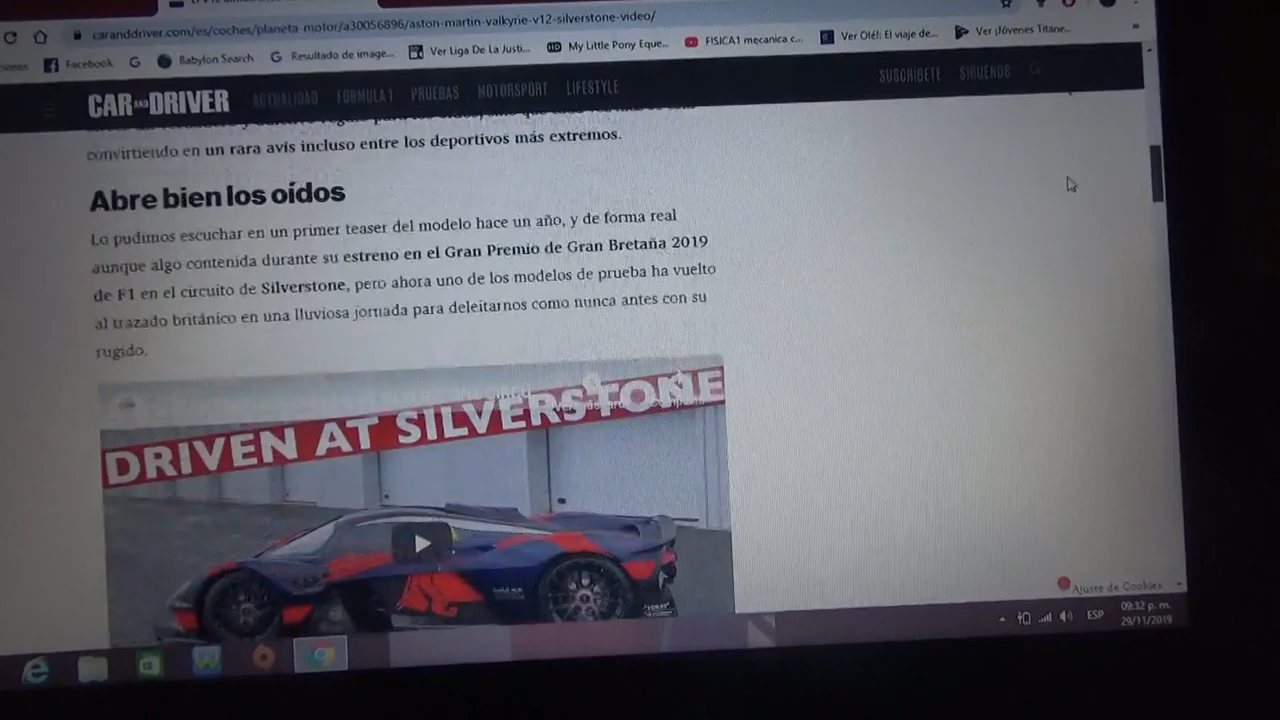 caranddriver.com/es/coches/planeta-motor/a30056896/aston-martin-valkyrie-v12-silverstone-video/
Facebook Babylon Search Resultado de image... Ver Liga De La Justi... My Little Pony Eque... FISICA1 mecanica c... Ver Olé!: El viaje de... Ver ¡Jóvenes Titane...
CAR AND DRIVER ACTUALIDAD FÓRMULA 1 PRUEBAS MOTORSPORT LIFESTYLE SUSCRÍBETE SÍGUENOS
convirtiendo en un rara avis incluso entre los deportivos más extremos.
Abre bien los oídos
Lo pudimos escuchar en un primer teaser del modelo hace un año, y de forma real
aunque algo contenida durante su estreno en el Gran Premio de Gran Bretaña 2019
de F1 en el circuito de Silverstone, pero ahora uno de los modelos de prueba ha vuelto
al trazado británico en una lluviosa jornada para deleitarnos como nunca antes con su
rugido.
DRIVEN AT SILVERSTONE
Ajuste de Cookies
ESP
09:32 p. m.
29/11/2019